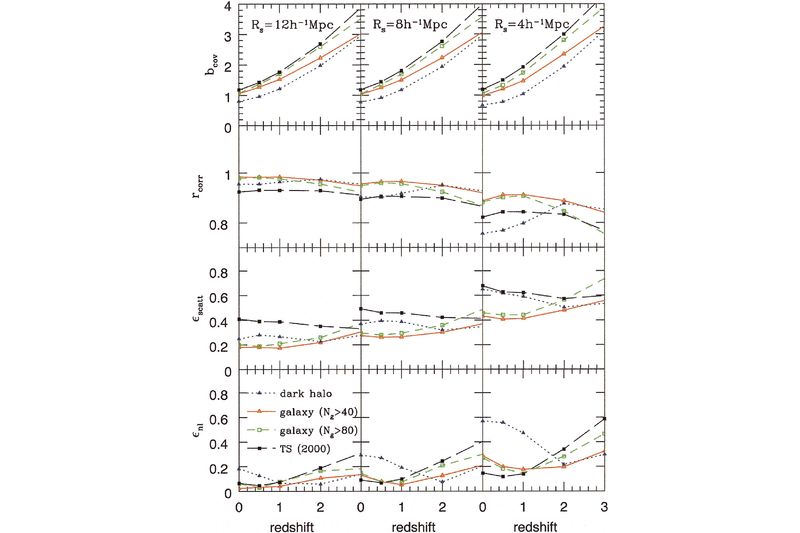 4
R_s=12h⁻¹Mpc
R_s=8h⁻¹Mpc
R_s=4h⁻¹Mpc
3
b_cov
2
1
0
1
r_corr
0.8
0.8
0.6
ε_scatt
0.4
0.2
0
0.8
0.6
ε_nl
0.4
0.2
0
dark halo
galaxy (N_g>40)
galaxy (N_g>80)
TS (2000)
0 1 2 0 1 2 0 1 2 3
redshift redshift redshift